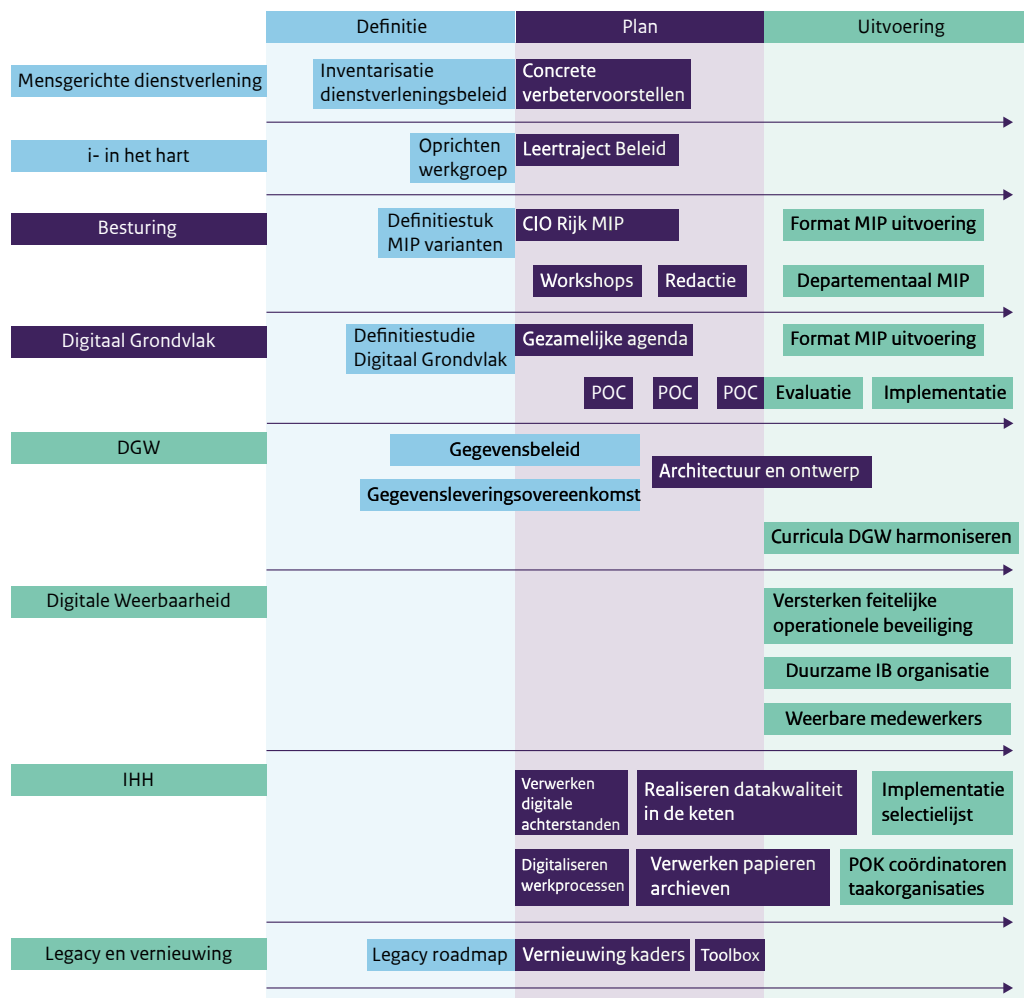 Definitie
Plan
Uitvoering
Mensgerichte dienstverlening
Inventarisatie
dienstverleningsbeleid
Concrete
verbetervoorstellen
i- in het hart
Oprichten
werkgroep
Leertraject Beleid
Besturing
Definitiestuk
MIP varianten
CIO Rijk MIP
Format MIP uitvoering
Workshops
Redactie
Departementaal MIP
Digitaal Grondvlak
Definitiestudie
Digitaal Grondvlak
Gezamelijke agenda
Format MIP uitvoering
POC
POC
POC
Evaluatie
Implementatie
DGW
Gegevensbeleid
Architectuur en ontwerp
Gegevensleveringsovereenkomst
Curricula DGW harmoniseren
Digitale Weerbaarheid
Versterken feitelijke
operationele beveiliging
Duurzame IB organisatie
Weerbare medewerkers
IHH
Verwerken
digitale
achterstanden
Realiseren datakwaliteit
in de keten
Implementatie
selectielijst
Digitaliseren
werkprocessen
Verwerken papieren
archieven
POK coördinatoren
taakorganisaties
Legacy en vernieuwing
Legacy roadmap
Vernieuwing kaders
Toolbox